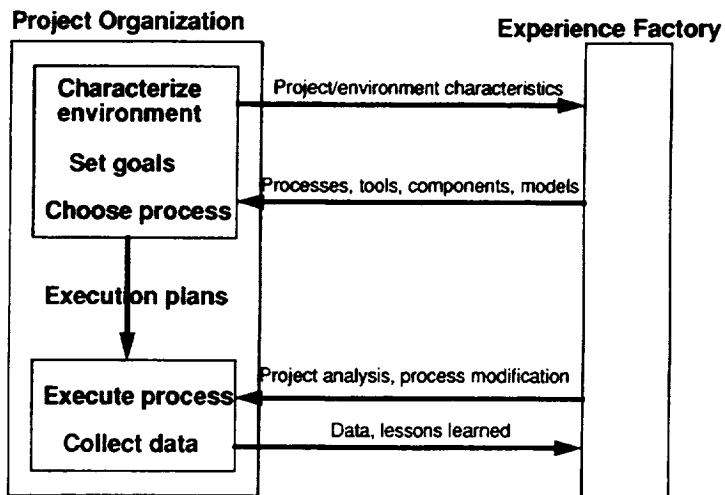 Project Organization
Experience Factory
Characterize
environment
Project/environment characteristics
Set goals
Processes, tools, components, models
Choose process
Execution plans
Project analysis, process modification
Execute process
Data, lessons learned
Collect data